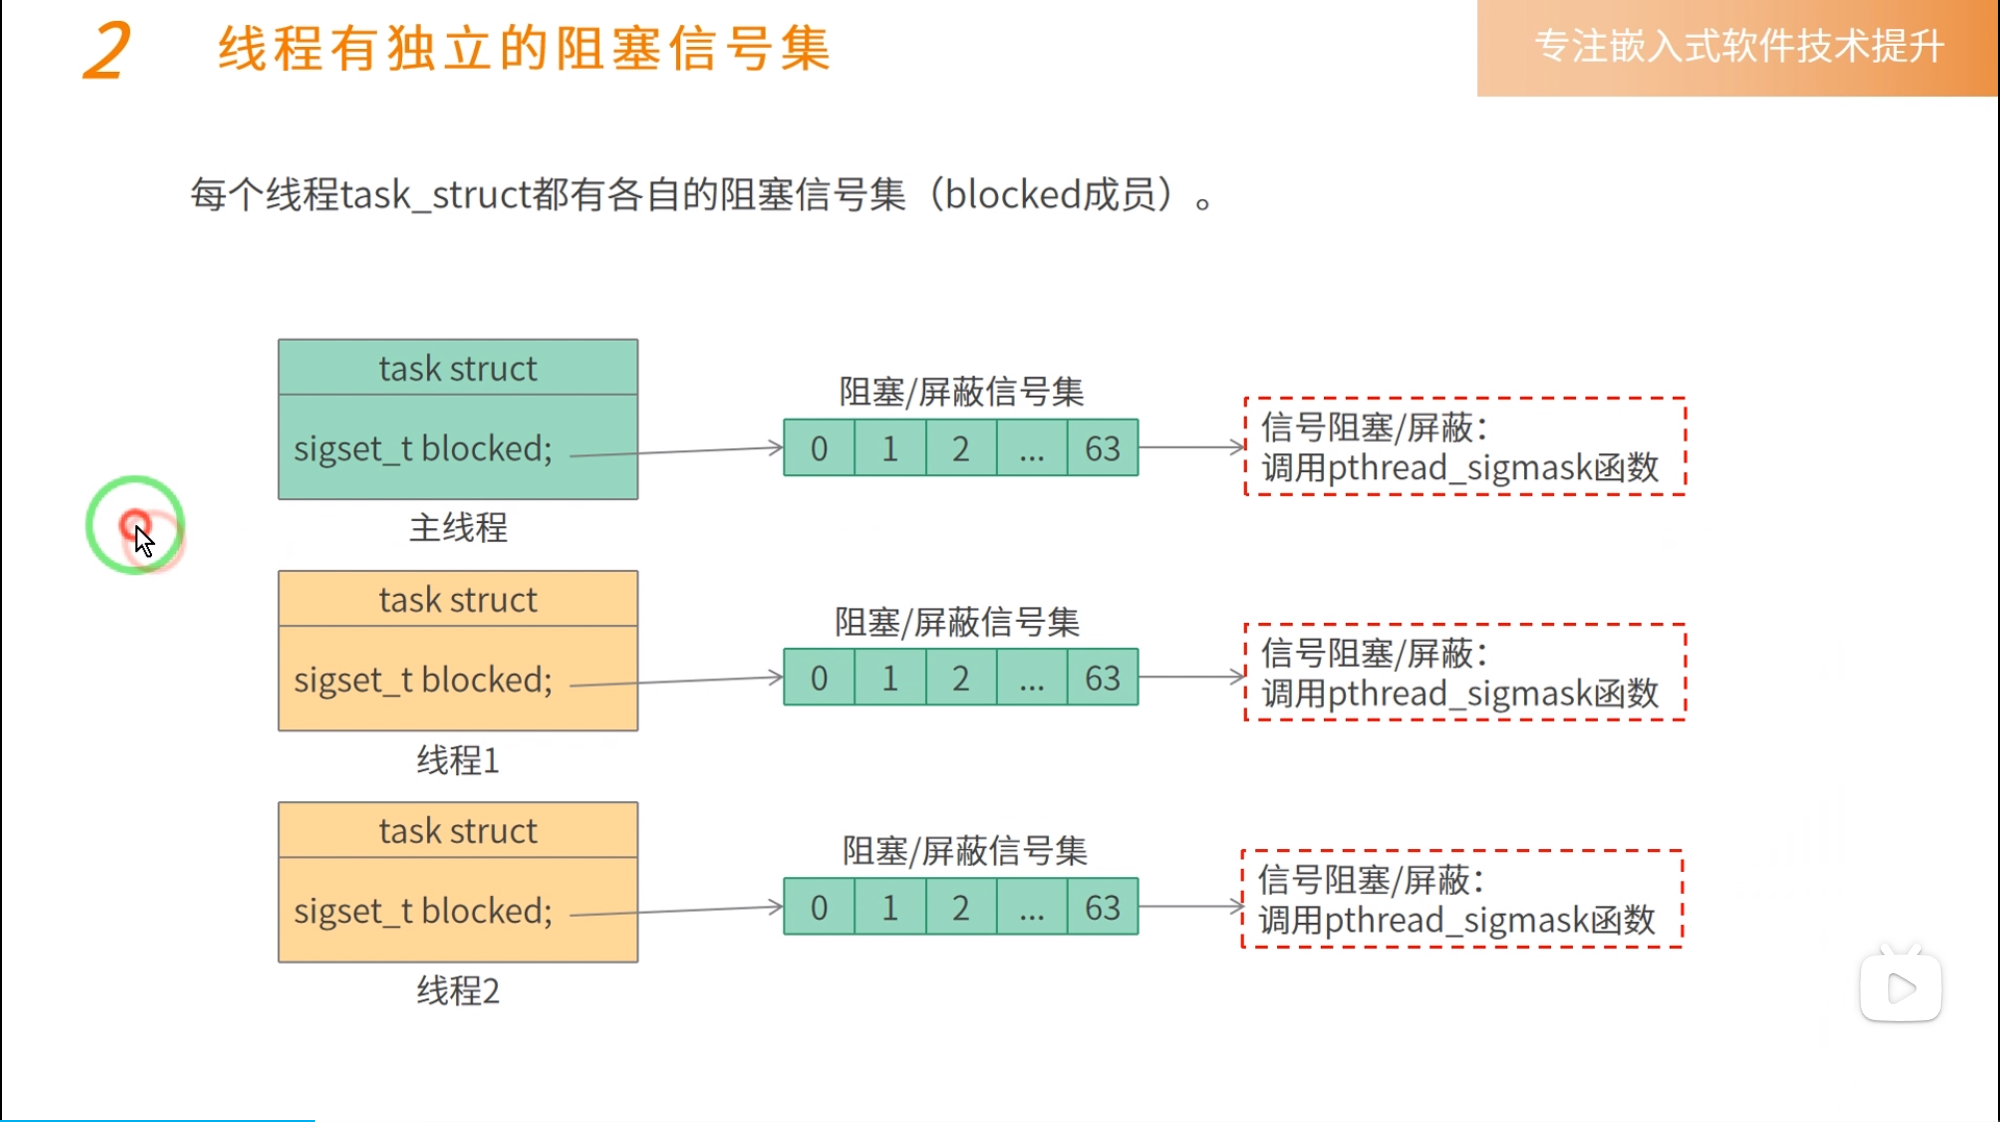 2 线程有独立的阻塞信号集
专注嵌入式软件技术提升
每个线程task_struct都有各自的阻塞信号集（blocked成员）。
task struct
sigset_t blocked;
主线程
阻塞/屏蔽信号集
0 1 2 ... 63
信号阻塞/屏蔽：
调用pthread_sigmask函数
task struct
sigset_t blocked;
线程1
阻塞/屏蔽信号集
0 1 2 ... 63
信号阻塞/屏蔽：
调用pthread_sigmask函数
task struct
sigset_t blocked;
线程2
阻塞/屏蔽信号集
0 1 2 ... 63
信号阻塞/屏蔽：
调用pthread_sigmask函数